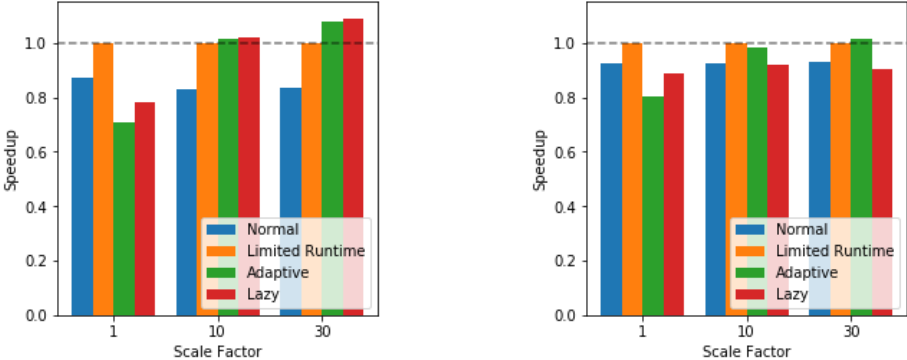 1.0
0.8
0.6
0.4
0.2
0.0
Speedup
Normal
Limited Runtime
Adaptive
Lazy
1 10 30
Scale Factor
1.0
0.8
0.6
0.4
0.2
0.0
Speedup
Normal
Limited Runtime
Adaptive
Lazy
1 10 30
Scale Factor